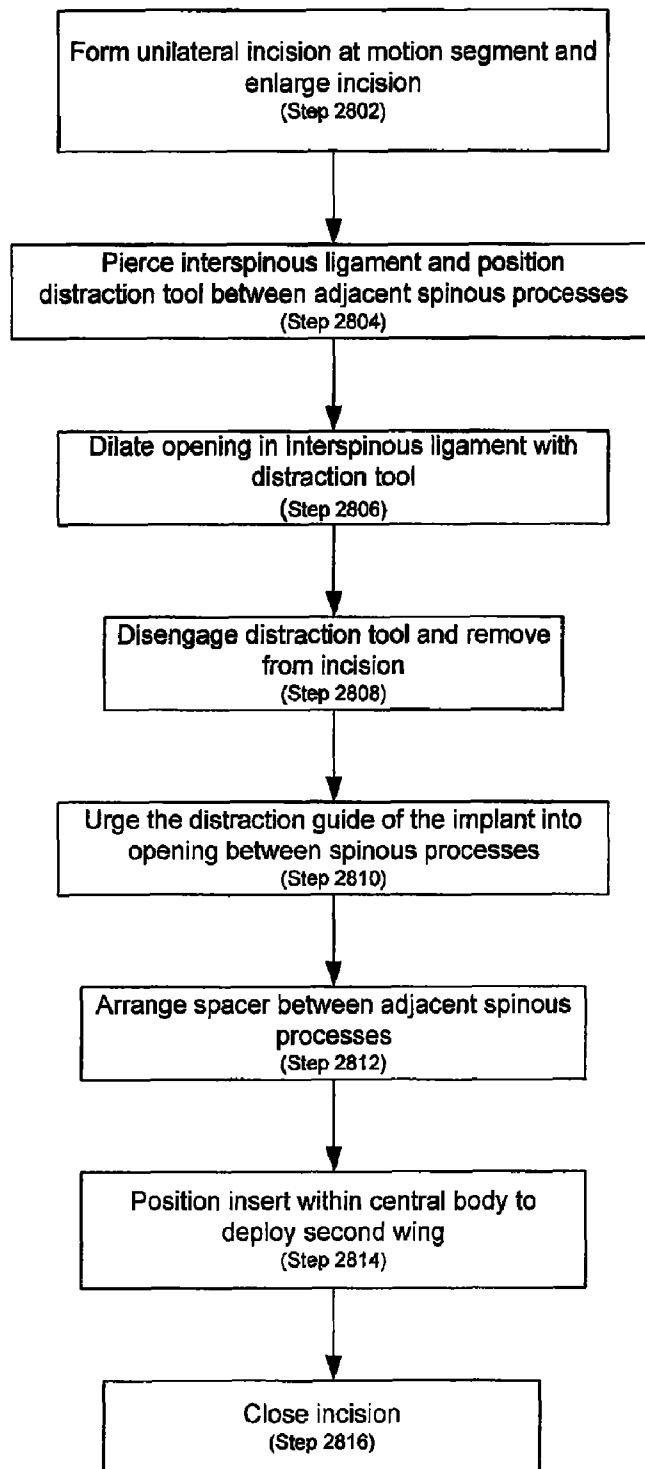 Form unilateral incision at motion segment and
enlarge incision
(Step 2802)
Pierce interspinous ligament and position
distraction tool between adjacent spinous processes
(Step 2804)
Dilate opening in interspinous ligament with
distraction tool
(Step 2806)
Disengage distraction tool and remove
from incision
(Step 2808)
Urge the distraction guide of the implant into
opening between spinous processes
(Step 2810)
Arrange spacer between adjacent spinous
processes
(Step 2812)
Position insert within central body to
deploy second wing
(Step 2814)
Close incision
(Step 2816)